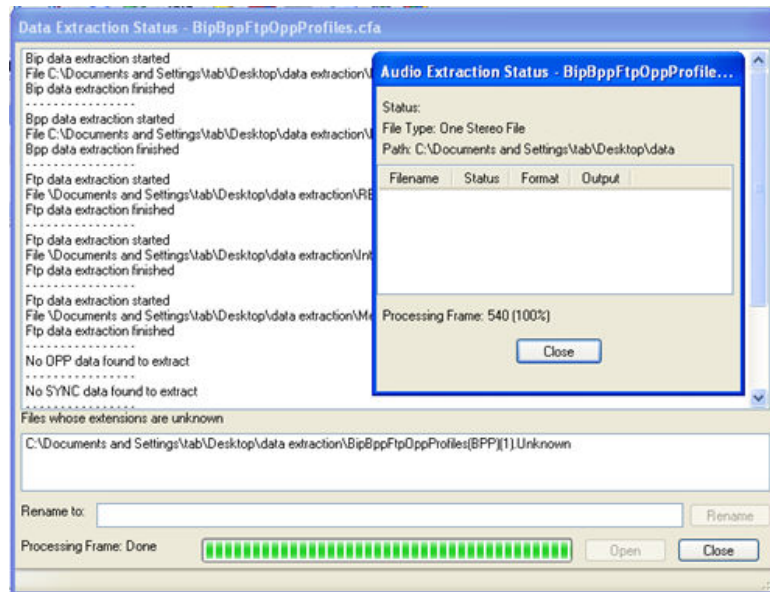 Data Extraction Status - BipBppFtpOppProfiles.cfa
Bip data extraction started
File C:\Documents and Settings\tab\Desktop\data extraction\
Bip data extraction finished
- - - - - - - - - - - - - - - -
Bpp data extraction started
File C:\Documents and Settings\tab\Desktop\data extraction\
Bpp data extraction finished
- - - - - - - - - - - - - - - -
Ftp data extraction started
File \Documents and Settings\tab\Desktop\data extraction\RE
Ftp data extraction finished
- - - - - - - - - - - - - - - -
Ftp data extraction started
File \Documents and Settings\tab\Desktop\data extraction\Int
Ftp data extraction finished
- - - - - - - - - - - - - - - -
Ftp data extraction started
File \Documents and Settings\tab\Desktop\data extraction\Me
Ftp data extraction finished
- - - - - - - - - - - - - - - -
No OPP data found to extract
- - - - - - - - - - - - - - - -
No SYNC data found to extract
- - - - - - - - - - - - - - - -
Audio Extraction Status - BipBppFtpOppProfile...
Status:
File Type: One Stereo File
Path: C:\Documents and Settings\tab\Desktop\data
Filename Status Format Output
Processing Frame: 540 (100%)
Close
Files whose extensions are unknown
C:\Documents and Settings\tab\Desktop\data extraction\BipBppFtpOppProfiles(BPP)(1).Unknown
Rename to: Rename
Processing Frame: Done Open Close